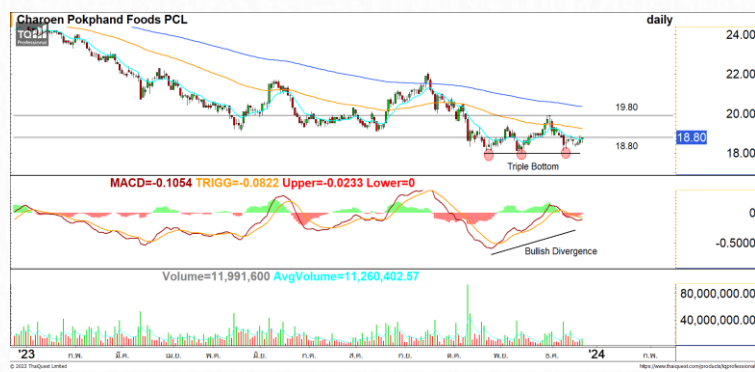 Charoen Pokphand Foods PCL
daily
TQ
Professional
24.00
22.00
19.80
20.00
18.80
18.80
18.00
Triple Bottom
MACD=-0.1054 TRIGG=-0.0822 Upper=-0.0233 Lower=0
0
-0.5000
Bullish Divergence
Volume=11,991,600 AvgVolume=11,260,402.57
80,000,000.00
40,000,000.00
'23 ก.พ. มี.ค. เม.ย. พ.ค. มิ.ย. ก.ค. ส.ค. ก.ย. ต.ค. พ.ย. ธ.ค. '24 ก.พ.
© 2023 ThaiQuest Limited